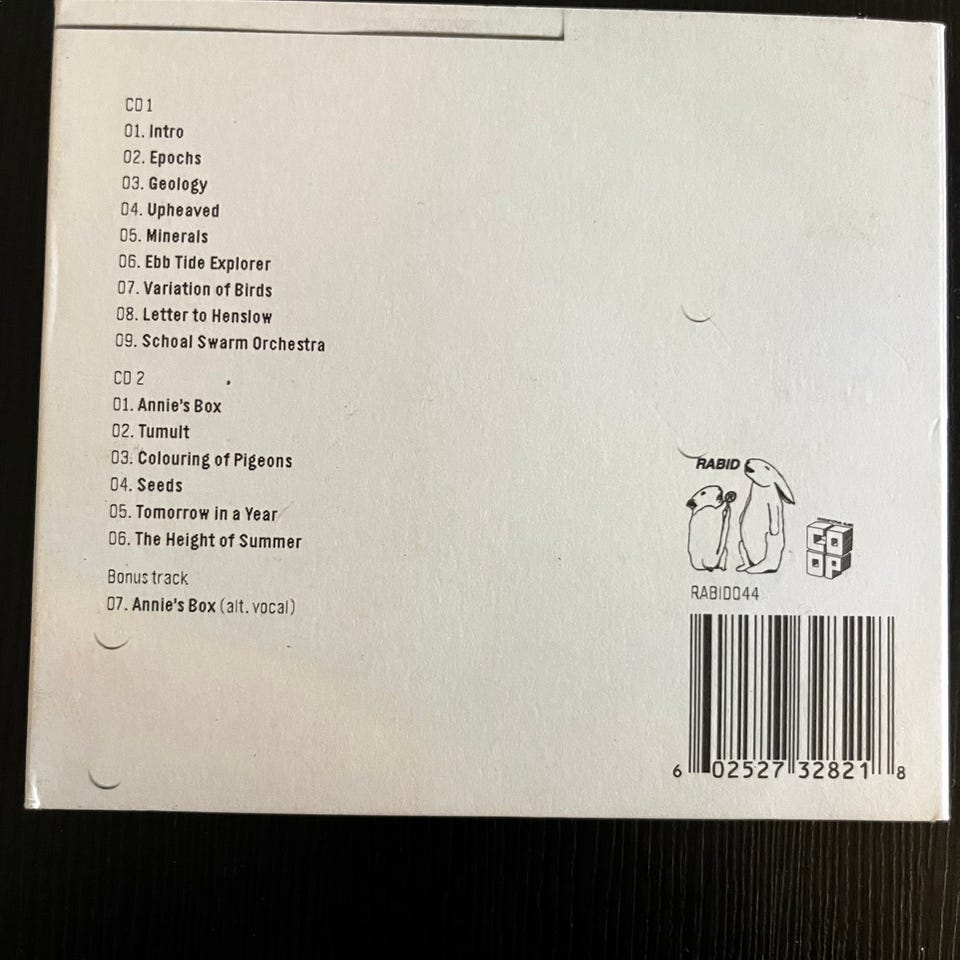 CD 1
01. Intro
02. Epochs
03. Geology
04. Upheaved
05. Minerals
06. Ebb Tide Explorer
07. Variation of Birds
08. Letter to Henslow
09. Schoal Swarm Orchestra
CD 2
01. Annie's Box
02. Tumult
03. Colouring of Pigeons
04. Seeds
05. Tomorrow in a Year
06. The Height of Summer
Bonus track
07. Annie's Box (alt. vocal)
RABID
CO
OP
RABID044
6 02527 32821 8